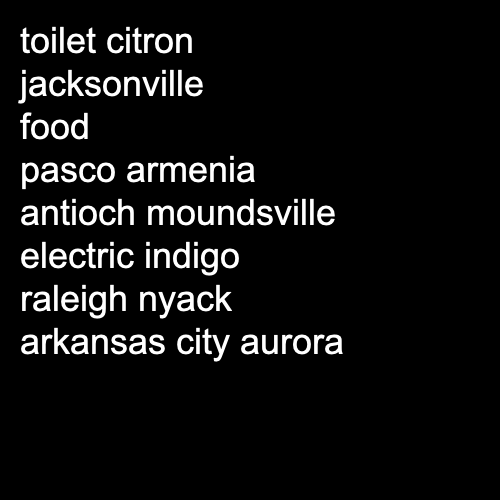 toilet citron
jacksonville
food
pasco armenia
antioch moundsville
electric indigo
raleigh nyack
arkansas city aurora